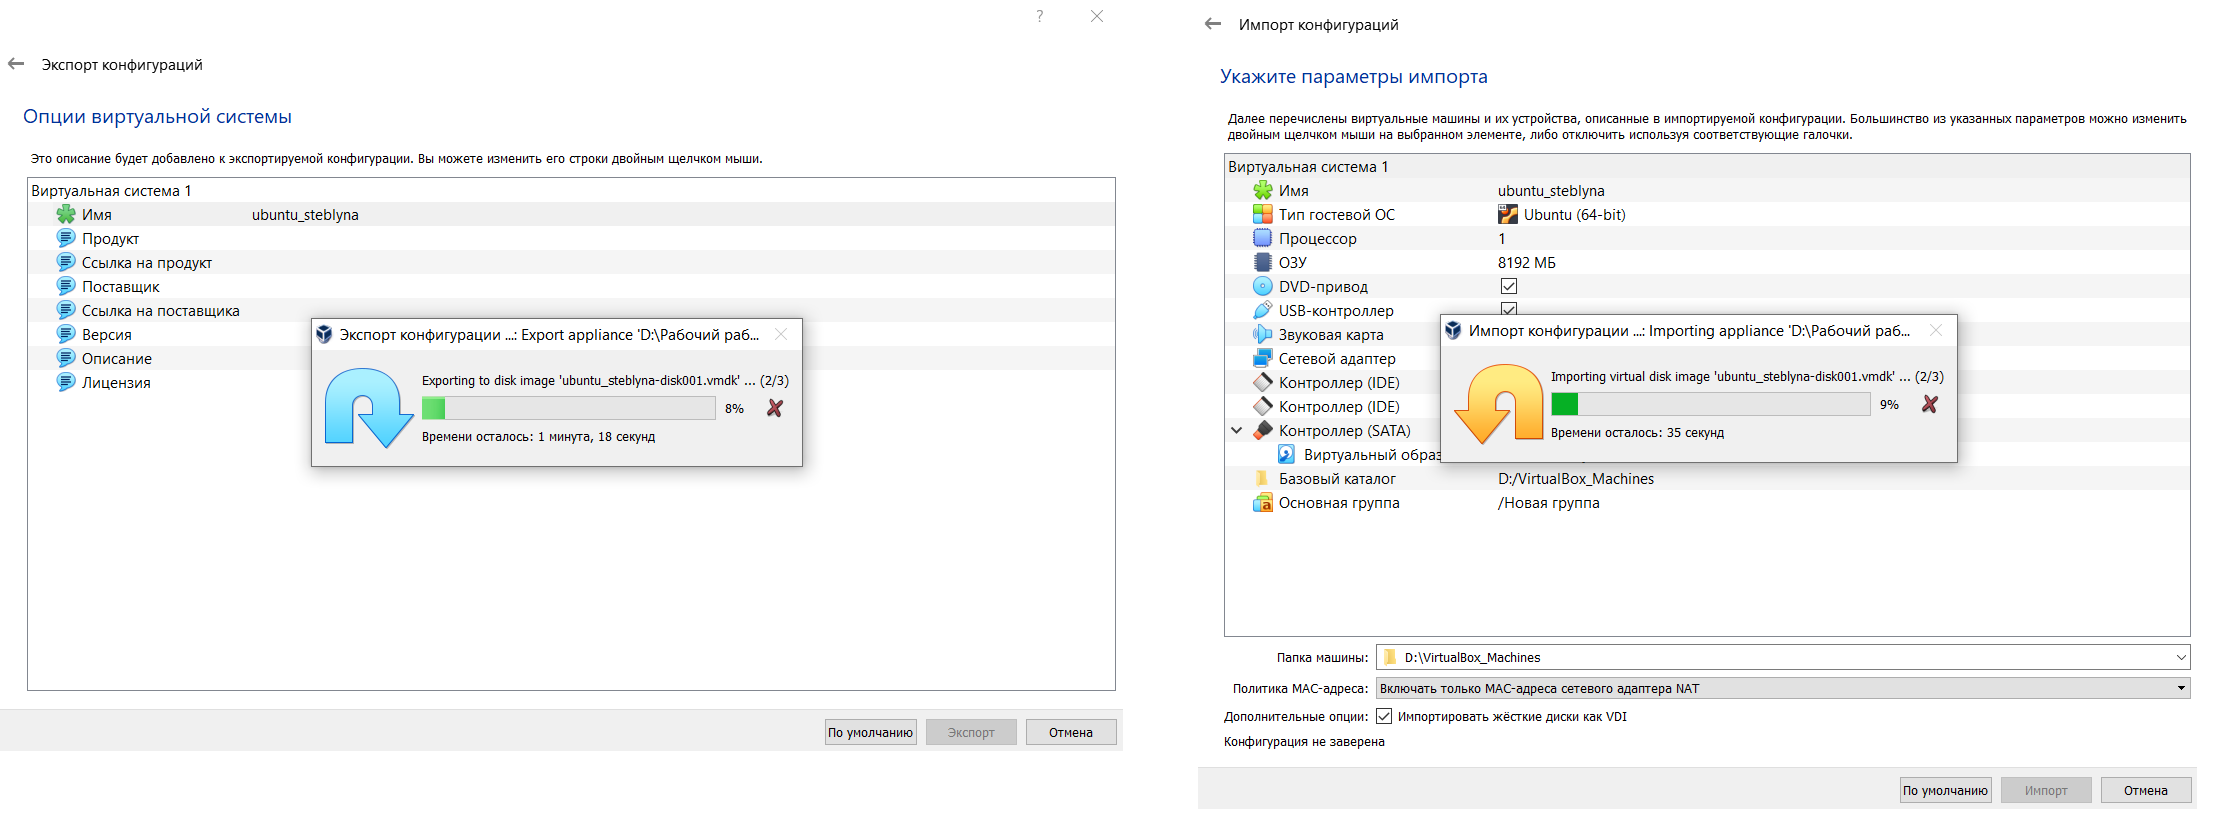 ?
Экспорт конфигураций
Опции виртуальной системы
Это описание будет добавлено к экспортируемой конфигурации. Вы можете изменить его строки двойным щелчком мыши.
Виртуальная система 1
Имя ubuntu_steblyna
Продукт
Ссылка на продукт
Поставщик
Ссылка на поставщика
Версия
Описание
Лицензия
Экспорт конфигурации ...: Export appliance 'D:\Рабочий раб...
Exporting to disk image 'ubuntu_steblyna-disk001.vmdk' ... (2/3)
8%
Времени осталось: 1 минута, 18 секунд
По умолчанию Экспорт Отмена
Импорт конфигураций
Укажите параметры импорта
Далее перечислены виртуальные машины и их устройства, описанные в импортируемой конфигурации. Большинство из указанных параметров можно изменить
двойным щелчком мыши на выбранном элементе, либо отключить используя соответствующие галочки.
Виртуальная система 1
Имя ubuntu_steblyna
Тип гостевой ОС Ubuntu (64-bit)
Процессор 1
ОЗУ 8192 МБ
DVD-привод
USB-контроллер
Звуковая карта
Сетевой адаптер
Контроллер (IDE)
Контроллер (IDE)
Контроллер (SATA)
Виртуальный образ
Базовый каталог D:/VirtualBox_Machines
Основная группа /Новая группа
Импорт конфигурации ...: Importing appliance 'D:\Рабочий раб...
Importing virtual disk image 'ubuntu_steblyna-disk001.vmdk' ... (2/3)
9%
Времени осталось: 35 секунд
Папка машины: D:\VirtualBox_Machines
Политика MAC-адреса: Включать только MAC-адреса сетевого адаптера NAT
Дополнительные опции: Импортировать жёсткие диски как VDI
Конфигурация не заверена
По умолчанию Импорт Отмена